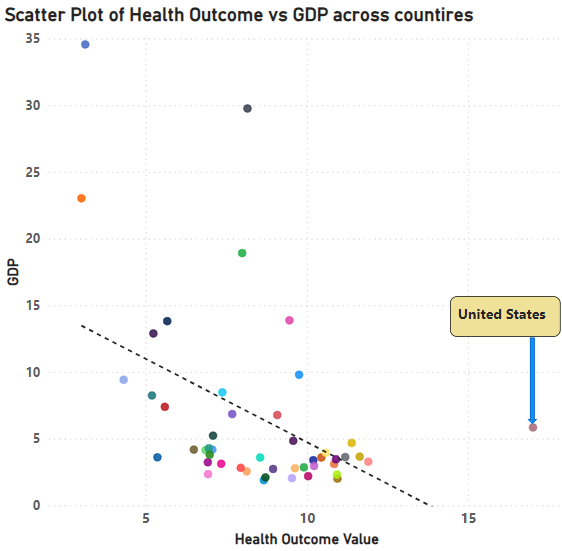 Scatter Plot of Health Outcome vs GDP across countires
35
30
25
20
15
10
5
0
GDP
United States
5
10
15
Health Outcome Value